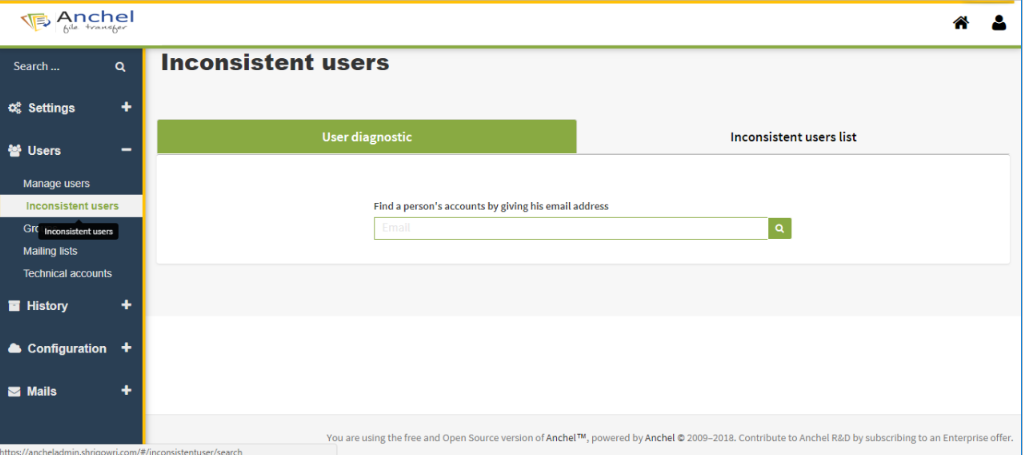 Anchel
file transfer
Search ...
Inconsistent users
Settings
User diagnostic
Inconsistent users list
Users
Manage users
Inconsistent users
Find a person's accounts by giving his email address
Email
Inconsistent users
Mailing lists
Technical accounts
History
Configuration
Mails
You are using the free and Open Source version of Anchel™, powered by Anchel © 2009–2018. Contribute to Anchel R&D by subscribing to an Enterprise offer.
https://ancheladmin.shrigowri.com/#/inconsistentuser/search